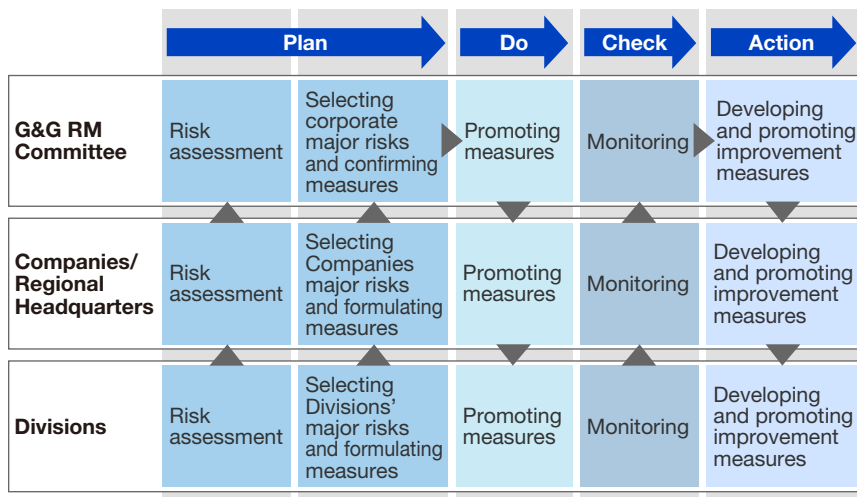 Plan
Do
Check
Action
G&G RM
Committee
Risk
assessment
Selecting
corporate
major risks
and confirming
measures
Promoting
measures
Monitoring
Developing
and promoting
improvement
measures
Companies/
Regional
Headquarters
Risk
assessment
Selecting
Companies
major risks
and formulating
measures
Promoting
measures
Monitoring
Developing
and promoting
improvement
measures
Divisions
Risk
assessment
Selecting
Divisions’
major risks
and formulating
measures
Promoting
measures
Monitoring
Developing
and promoting
improvement
measures